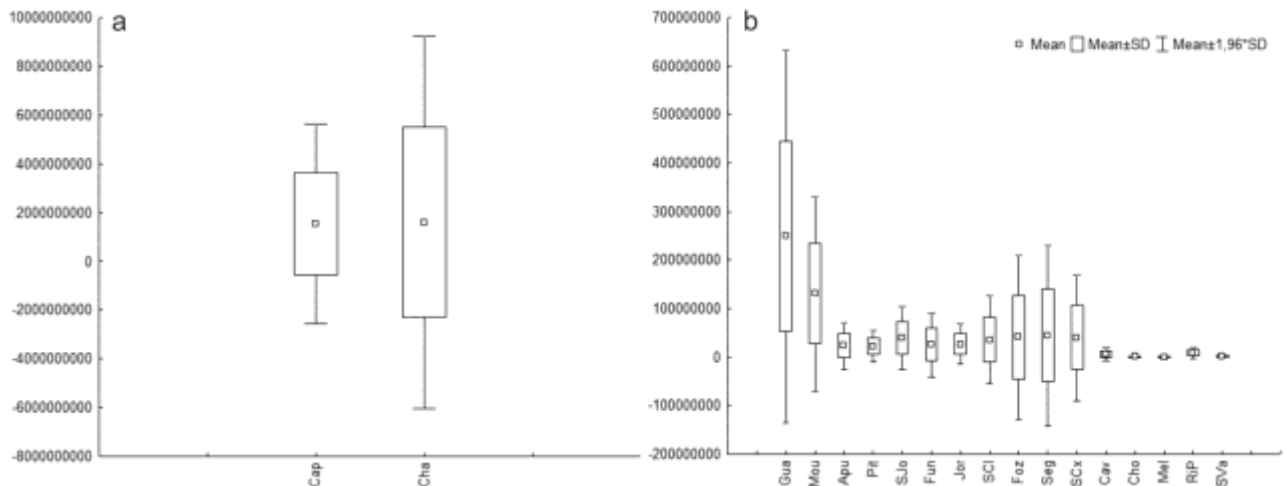 a
10000000000
8000000000
6000000000
4000000000
2000000000
0
-2000000000
-4000000000
-6000000000
-8000000000
Cap
Cha
b
700000000
600000000
500000000
400000000
300000000
200000000
100000000
0
-100000000
-200000000
Mean Mean±SD Mean±1,96*SD
Gua
Mou
Apu
Pit
SJo
Fun
Jor
SCl
Foz
Seg
SCx
Cav
Cho
Mel
RiP
SVa